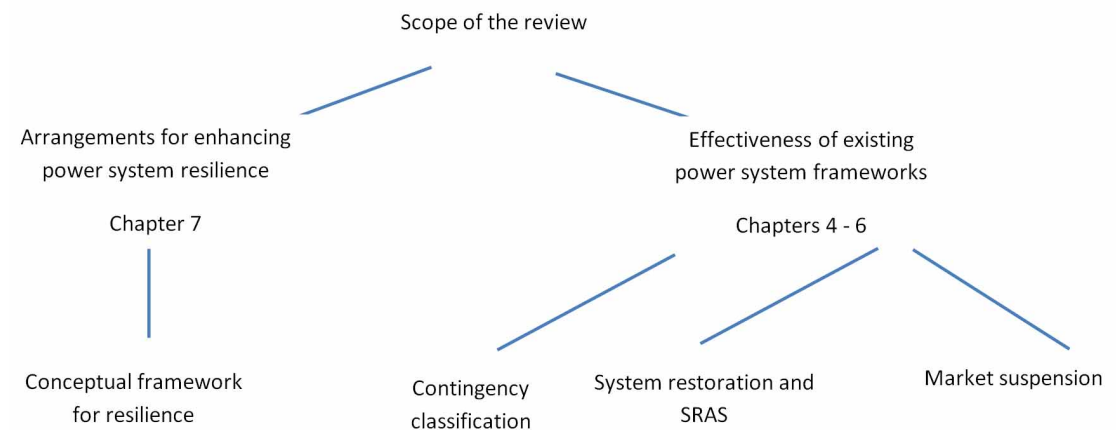 Scope of the review
Arrangements for enhancing
power system resilience
Chapter 7
Effectiveness of existing
power system frameworks
Chapters 4 - 6
Conceptual framework
for resilience
Contingency
classification
System restoration and
SRAS
Market suspension